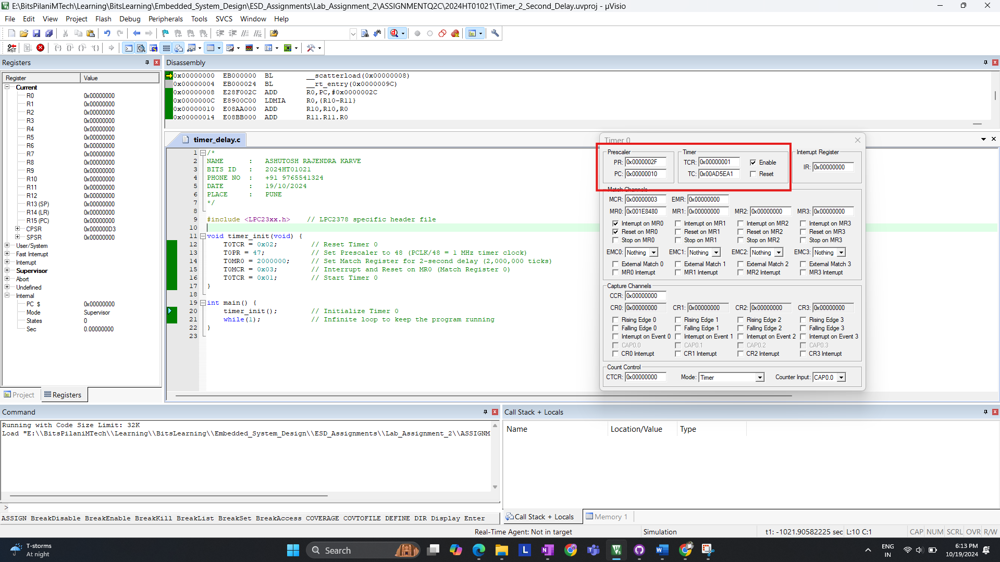 E:\BitsPilaniMTech\Learning\BitsLearning\Embedded_System_Design\ESD_Assignments\Lab_Assignment_2\ASSIGNMENTQ2C\2024HT01021\Timer_2_Second_Delay.uvproj - µVisio
File Edit View Project Flash Debug Peripherals Tools SVCS Window Help
RST
Registers
Register Value
Current
R0 0x00000000
R1 0x00000000
R2 0x00000000
R3 0x00000000
R4 0x00000000
R5 0x00000000
R6 0x00000000
R7 0x00000000
R8 0x00000000
R9 0x00000000
R10 0x00000000
R11 0x00000000
R12 0x00000000
R13 (SP) 0x00000000
R14 (LR) 0x00000000
R15 (PC) 0x00000000
CPSR 0x000000D3
SPSR 0x00000000
User/System
Fast Interrupt
Interrupt
Supervisor
Abort
Undefined
Internal
PC $ 0x00000000
Mode Supervisor
States 0
Sec 0.00000000
Project Registers
Disassembly
0x00000000 EB000000 BL __scatterload(0x00000008)
0x00000004 EB000024 BL __rt_entry(0x0000009C)
0x00000008 E28F002C ADD R0,PC,#0x0000002C
0x0000000C E8900C00 LDMIA R0,{R10-R11}
0x00000010 E08AA000 ADD R10,R10,R0
0x00000014 E08BB000 ADD R11,R11,R0
timer_delay.c
1 /*
2 NAME : ASHUTOSH RAJENDRA KARVE
3 BITS ID : 2024HT01021
4 PHONE NO : +91 9765541324
5 DATE : 19/10/2024
6 PLACE : PUNE
7 */
8
9 #include <LPC23xx.h> // LPC2378 specific header file
10
11 void timer_init(void) {
12 T0TCR = 0x02; // Reset Timer 0
13 T0PR = 47; // Set Prescaler to 48 (PCLK/48 = 1 MHz timer clock)
14 T0MR0 = 2000000; // Set Match Register for 2-second delay (2,000,000 ticks)
15 T0MCR = 0x03; // Interrupt and Reset on MR0 (Match Register 0)
16 T0TCR = 0x01; // Start Timer 0
17 }
18
19 int main() {
20 timer_init(); // Initialize Timer 0
21 while(1); // Infinite loop to keep the program running
22 }
23
Timer 0
Prescaler Timer Interrupt Register
PR: 0x0000002F TCR: 0x00000001 Enable
IR: 0x00000000
PC: 0x00000010 TC: 0x00AD5EA1 Reset
Match Channels
MCR: 0x00000003 EMR: 0x00000000
MR0: 0x001E8480 MR1: 0x00000000 MR2: 0x00000000 MR3: 0x00000000
Interrupt on MR0 Interrupt on MR1 Interrupt on MR2 Interrupt on MR3
Reset on MR0 Reset on MR1 Reset on MR2 Reset on MR3
Stop on MR0 Stop on MR1 Stop on MR2 Stop on MR3
EMC0: Nothing EMC1: Nothing EMC2: Nothing EMC3: Nothing
External Match 0 External Match 1 External Match 2 External Match 3
MR0 Interrupt MR1 Interrupt MR2 Interrupt MR3 Interrupt
Capture Channels
CCR: 0x00000000
CR0: 0x00000000 CR1: 0x00000000 CR2: 0x00000000 CR3: 0x00000000
Rising Edge 0 Rising Edge 1 Rising Edge 2 Rising Edge 3
Falling Edge 0 Falling Edge 1 Falling Edge 2 Falling Edge 3
Interrupt on Event 0 Interrupt on Event 1 Interrupt on Event 2 Interrupt on Event 3
CAP0.0 CAP0.1 CAP0.2 CAP0.3
CR0 Interrupt CR1 Interrupt CR2 Interrupt CR3 Interrupt
Count Control
CTCR: 0x00000000 Mode: Timer Counter Input: CAP0.0
Command
Running with Code Size Limit: 32K
Load "E:\\BitsPilaniMTech\\Learning\\BitsLearning\\Embedded_System_Design\\ESD_Assignments\\Lab_Assignment_2\\ASSIGNM
>
ASSIGN BreakDisable BreakEnable BreakKill BreakList BreakSet BreakAccess COVERAGE COVTOFILE DEFINE DIR Display Enter
Call Stack + Locals
Name Location/Value Type
Call Stack + Locals Memory 1
Real-Time Agent: Not in target Simulation t1: -1021.90582225 sec L:10 C:1 CAP NUM SCRL OVR R/W
T-storms
At night
Search
ENG
IN
6:13 PM
10/19/2024